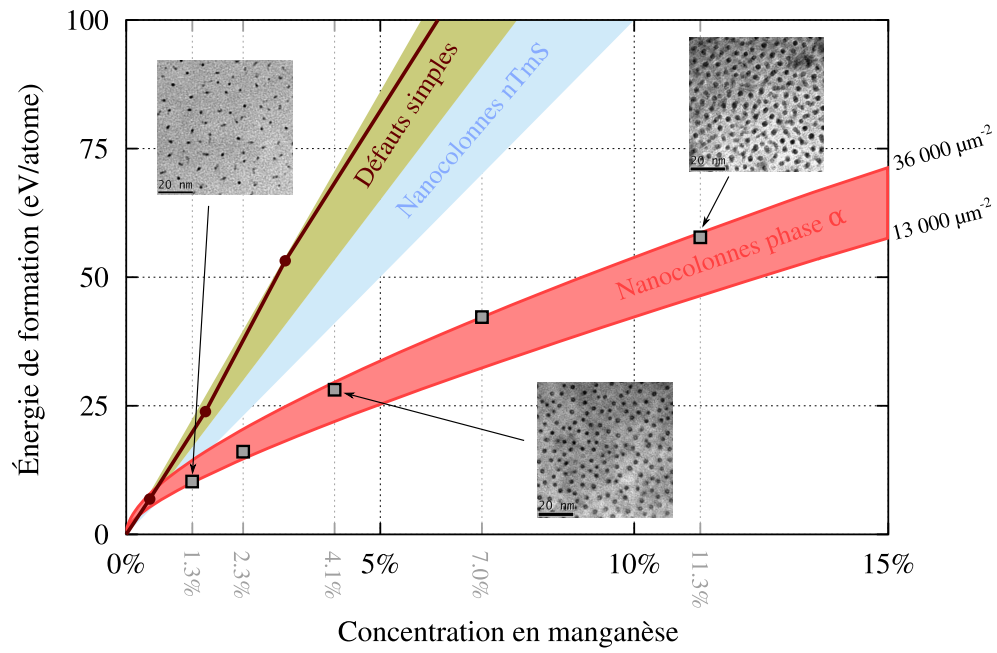 Énergie de formation (eV/atome)
100
75
50
25
0
Défauts simples
Nanocolonnes nTmS
Nanocolonnes phase α
36 000 μm-2
13 000 μm-2
20 nm
20 nm
20 nm
0%
1.3%
2.3%
4.1%
5%
7.0%
10%
11.3%
15%
Concentration en manganèse